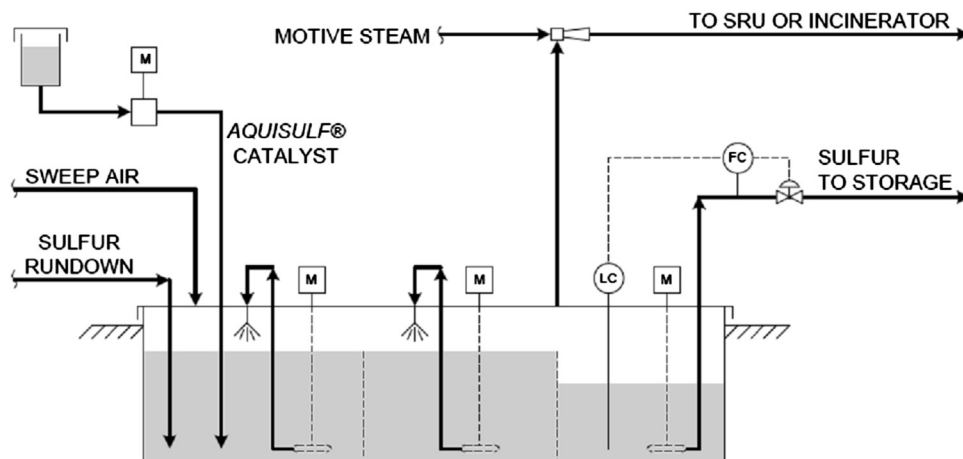 TO SRU OR INCINERATOR
MOTIVE STEAM
M
AQUISULF®
CATALYST
FC
SULFUR
TO STORAGE
SWEEP AIR
SULFUR
RUNDOWN
M
M
LC
M